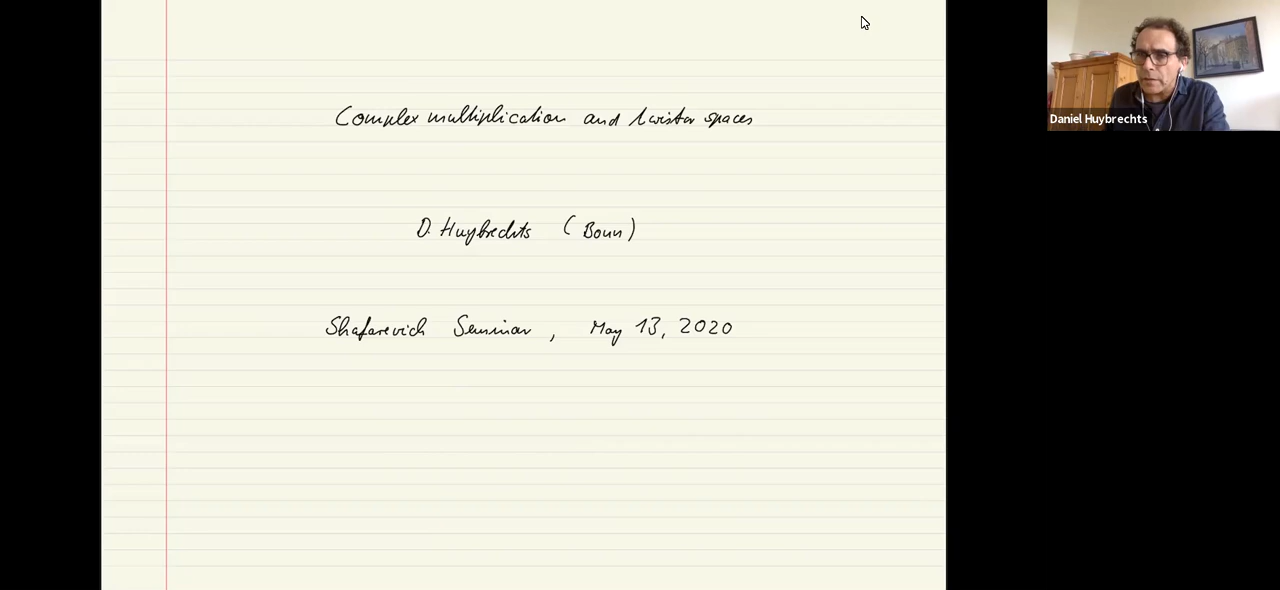 Complex multiplication and twistor spaces
D. Huybrechts (Bonn)
Shafarevich Seminar, May 13, 2020
Daniel Huybrechts